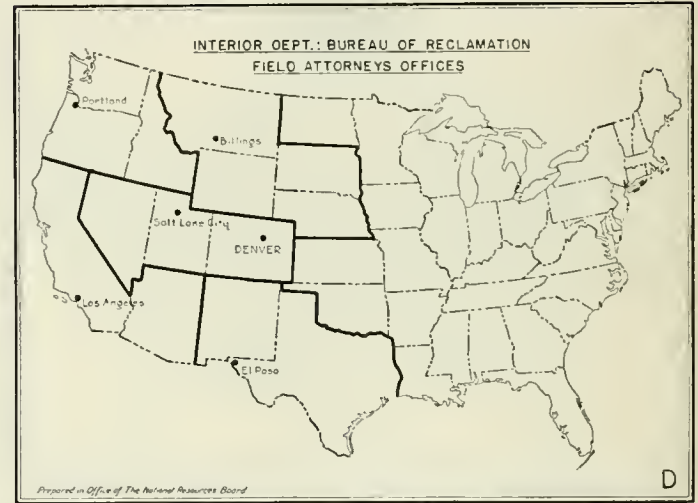 INTERIOR DEPT.: BUREAU OF RECLAMATION
FIELD ATTORNEYS OFFICES
Portland
Billings
Salt Lake City
DENVER
Los Angeles
El Paso
Prepared in Office of The National Resources Board
D